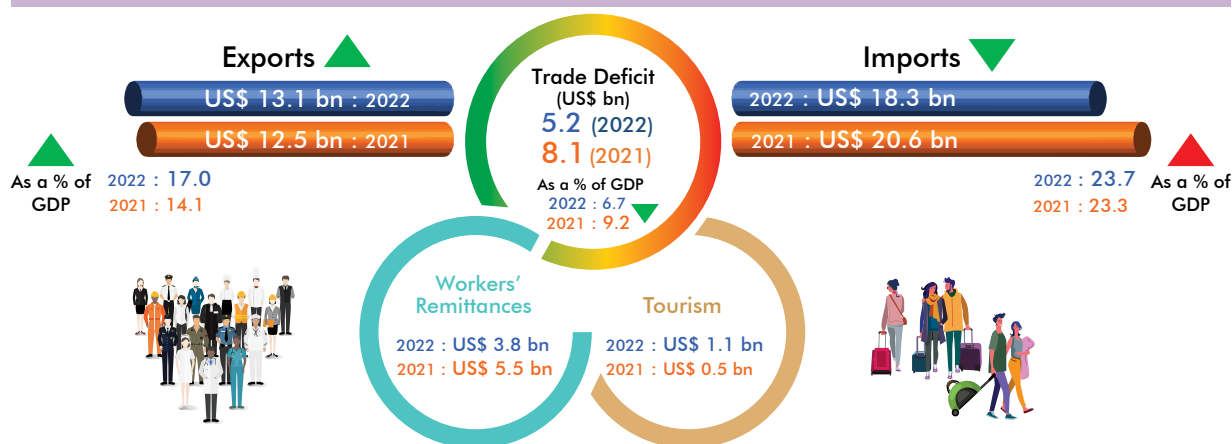 Exports
US$ 13.1 bn : 2022
US$ 12.5 bn : 2021
As a % of
GDP
2022 : 17.0
2021 : 14.1
Trade Deficit
(US$ bn)
5.2 (2022)
8.1 (2021)
As a % of GDP
2022 : 6.7
2021 : 9.2
Imports
2022 : US$ 18.3 bn
2021 : US$ 20.6 bn
2022 : 23.7
2021 : 23.3
As a % of
GDP
Workers’
Remittances
2022 : US$ 3.8 bn
2021 : US$ 5.5 bn
Tourism
2022 : US$ 1.1 bn
2021 : US$ 0.5 bn